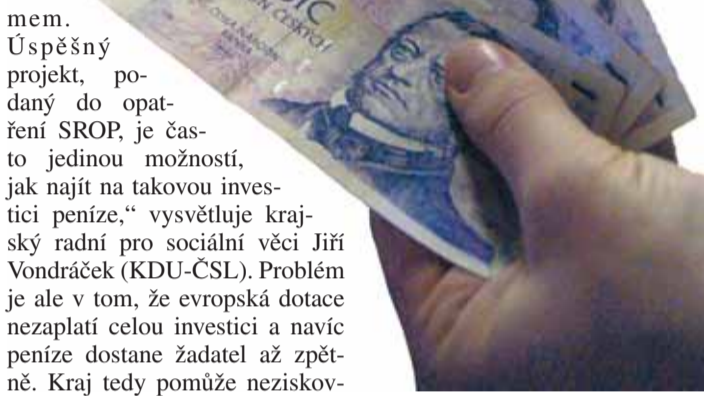 mem.
Úspěšný
projekt, po-
daný do opat-
ření SROP, je čas-
to jedinou možností,
jak najít na takovou inves-
tici peníze,“ vysvětluje kraj-
ský radní pro sociální věci Jiří
Vondráček (KDU-ČSL). Problém
je ale v tom, že evropská dotace
nezaplatí celou investici a navíc
peníze dostane žadatel až zpět-
ně. Kraj tedy pomůže neziskov-
ČESKÝCH